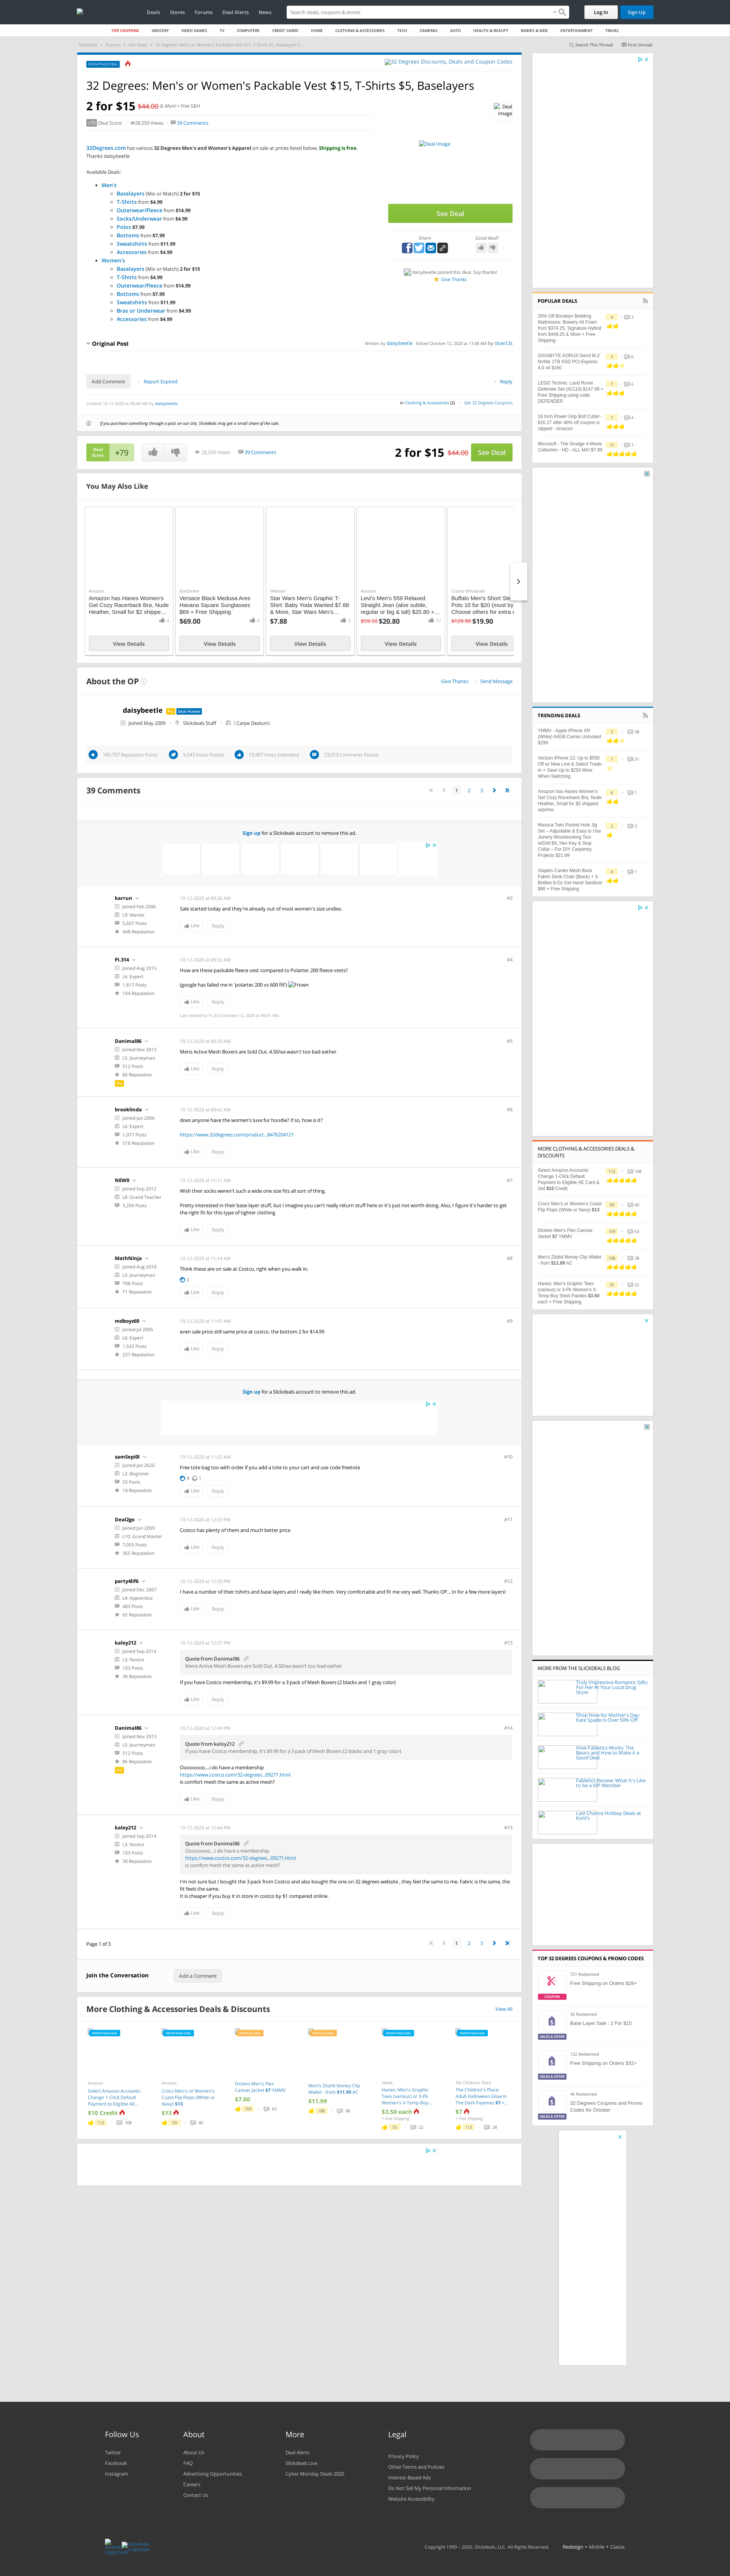 Deals Stores Forums Deal Alerts News Search deals, coupons & stores Log In Sign Up
TOP COUPONS GROCERY VIDEO GAMES TV COMPUTERS CREDIT CARDS HOME CLOTHING & ACCESSORIES TECH CAMERAS AUTO HEALTH & BEAUTY BABIES & KIDS ENTERTAINMENT TRAVEL
Slickdeals Forums Hot Deals 32 Degrees: Men's or Women's Packable Vest $15, T-Shirts $5, Baselayers 2...
Search This Thread First Unread
FRONTPAGE DEAL
32 Degrees Discounts, Deals and Coupon Codes
32 Degrees: Men's or Women's Packable Vest $15, T-Shirts $5, Baselayers
2 for $15 $44.00 & More + Free S&H
+79 Deal Score 28,559 Views 39 Comments
Deal Image
32Degrees.com has various 32 Degrees Men's and Women's Apparel on sale at prices listed below. Shipping is free.
Thanks daisybeetle
Available Deals:
Men's
Baselayers (Mix or Match) 2 for $15
T-Shirts from $4.99
Outerwear/Fleece from $14.99
Socks/Underwear from $4.99
Polos $7.99
Bottoms from $7.99
Sweatshirts from $11.99
Accessories from $4.99
Women's
Baselayers (Mix or Match) 2 for $15
T-Shirts from $4.99
Outerwear/Fleece from $14.99
Bottoms from $7.99
Sweatshirts from $11.99
Bras or Underwear from $4.99
Accessories from $4.99
Deal Image
See Deal
Share Good deal?
daisybeetle posted this deal. Say thanks!
Give Thanks
Original Post Written by daisybeetle Edited October 12, 2020 at 11:08 AM by slow12s
Add Comment Report Expired Reply
Created 10-12-2020 at 06:48 AM by daisybeetle
in Clothing & Accessories (2) Get 32 Degrees Coupons
If you purchase something through a post on our site, Slickdeals may get a small share of the sale.
Deal Score +79 28,559 Views 39 Comments 2 for $15 $44.00 See Deal
You May Also Like
Amazon
Amazon has Hanes Women's Get Cozy Racerback Bra, Nude Heather, Small for $2 shippe...
4
View Details
EyeDictive
Versace Black Medusa Ares Havana Square Sunglasses $69 + Free Shipping
$69.00
View Details
Walmart
Star Wars Men's Graphic T-Shirt: Baby Yoda Wanted $7.88 & More, Star Wars Men's...
$7.88
View Details
Amazon
Levi's Men's 559 Relaxed Straight Jean (aloe subtle, regular or big & tall) $20.80 +...
$59.50 $20.80 17
View Details
Costco Wholesale
Buffalo Men's Short Sle
Polo 10 for $20 (must by
Choose others for extra
$129.90 $19.90
View Details
About the OP Give Thanks Send Message
daisybeetle Pro Deal Hunter
Joined May 2009 Slickdeals Staff Carpe Dealum!
160,757 Reputation Points 9,543 Deals Posted 13,907 Votes Submitted 23,013 Comments Posted
39 Comments 1 2 3
Sign up for a Slickdeals account to remove this ad.
karrun
Joined Feb 2006
L9: Master
5,607 Posts
948 Reputation
10-12-2020 at 09:26 AM #3
Sale started today and they're already out of most women's size undies.
Like Reply
Pi.314
Joined Aug 2015
L6: Expert
1,817 Posts
194 Reputation
10-12-2020 at 09:32 AM #4
How are these packable fleece vest compared to Polartec 200 fleece vests?
(google has failed me in 'polartec 200 vs 600 fill') Frown
Like Reply
Last edited by Pi.314 October 12, 2020 at 09:41 AM.
Danimal86
Joined Nov 2013
L5: Journeyman
512 Posts
86 Reputation
Pro
10-12-2020 at 09:33 AM #5
Mens Active Mesh Boxers are Sold Out. 4.50/ea wasn't too bad eather
Like Reply
brooklinda
Joined Jun 2006
L6: Expert
1,077 Posts
518 Reputation
10-12-2020 at 09:42 AM #6
does anyone have the women's luxe fur hoodie? if so, how is it?
https://www.32degrees.com/product...8476204121
Like Reply
NEW8
Joined Sep 2012
L8: Grand Teacher
3,204 Posts
10-12-2020 at 11:11 AM #7
Wish their socks weren't such a wide one size fits all sort of thing.
Pretty interested in their base layer stuff, but I imagine you can't really return stuff here or it's just not worth doing. Also, I figure it's harder to get the right fit for this type of tighter clothing
Like Reply
MathNinja
Joined Aug 2010
L5: Journeyman
798 Posts
71 Reputation
10-12-2020 at 11:14 AM #8
Think these are on sale at Costco, right when you walk in.
2
Like Reply
mdboyz69
Joined Jul 2005
L6: Expert
1,542 Posts
237 Reputation
10-12-2020 at 11:47 AM #9
even sale price still same price at costco. the bottom 2 for $14.99
Like Reply
Sign up for a Slickdeals account to remove this ad.
samSepi0l
Joined Jan 2020
L2: Beginner
55 Posts
18 Reputation
10-12-2020 at 11:52 AM #10
Free tote bag too with order if you add a tote to your cart and use code freetote
4 1
Like Reply
Deal2go
Joined Jun 2009
L10: Grand Master
7,055 Posts
365 Reputation
10-12-2020 at 12:03 PM #11
Costco has plenty of them and much better price
Like Reply
party4lif6
Joined Dec 2007
L4: Apprentice
483 Posts
65 Reputation
10-12-2020 at 12:20 PM #12
I have a number of their tshirts and base layers and I really like them. Very comfortable and fit me very well. Thanks OP... In for a few more layers!
Like Reply
kaloy212
Joined Sep 2014
L3: Novice
103 Posts
38 Reputation
10-12-2020 at 12:37 PM #13
Quote from Danimal86
Mens Active Mesh Boxers are Sold Out. 4.50/ea wasn't too bad eather
If you have Costco membership, it's $9.99 for a 3 pack of Mesh Boxers (2 blacks and 1 gray color)
Like Reply
Danimal86
Joined Nov 2013
L5: Journeyman
512 Posts
86 Reputation
Pro
10-12-2020 at 12:40 PM #14
Quote from kaloy212
If you have Costco membership, it's $9.99 for a 3 pack of Mesh Boxers (2 blacks and 1 gray color)
Ooooooo...i do have a membership
https://www.costco.com/32-degrees...09271.html
is comfort mesh the same as active mesh?
Like Reply
kaloy212
Joined Sep 2014
L3: Novice
103 Posts
38 Reputation
10-12-2020 at 12:44 PM #15
Quote from Danimal86
Ooooooo...i do have a membership
https://www.costco.com/32-degrees...09271.html
is comfort mesh the same as active mesh?
I'm not sure but I bought the 3 pack from Costco and also bought the one on 32 degrees website , they feel the same to me. Fabric is the same, the fit feels the same.
It is cheaper if you buy it in store in costco by $1 compared online.
Like Reply
Page 1 of 3 1 2 3
Join the Conversation Add a Comment
More Clothing & Accessories Deals & Discounts View All
FRONTPAGE DEAL
Amazon
Select Amazon Accounts: Change 1-Click Default Payment to Eligible AE...
$10 Credit
112 108
FRONTPAGE DEAL
Amazon
Crocs Men's or Women's Coast Flip Flops (White or Navy) $13
$13
59 40
Dickies Men's Flex Canvas Jacket $7 YMMV
$7.00
159 63
Men's Zitahli Money Clip Wallet - from $11.99 AC
$11.99
108 38
FRONTPAGE DEAL
Hanes
Hanes: Men's Graphic Tees (various) or 3-Pk Women's X-Temp Boy...
$3.50 each
+ Free Shipping
55 22
FRONTPAGE DEAL
The Children's Place
The Children's Place: Adult Halloween Glow In The Dark Pajamas $7 +...
$7
+ Free Shipping
113 28
POPULAR DEALS
25% Off Brooklyn Bedding Mattresses: Bowery All Foam from $374.25, Signature Hybrid from $449.25 & More + Free Shipping
4 3
GIGABYTE AORUS Gen4 M.2 NVMe 1TB SSD PCI-Express 4.0 x4 $160
5 6
LEGO Technic: Land Rover Defender Set (42110) $147.99 + Free Shipping using code: DEFENDER
7 6
18 Inch Power Grip Bolt Cutter - $16.27 after 40% off coupon is clipped - Amazon
7 4
Microsoft - The Grudge 4-Movie Collection - HD - ALL MA! $7.99
15 7
TRENDING DEALS
YMMV - Apple iPhone XR (White) 64GB Carrier Unlocked $299
5 38
Verizon iPhone 12: Up to $550 Off w/ New Line & Select Trade-in + Save Up to $250 More When Switching
1 31
Amazon has Hanes Women's Get Cozy Racerback Bra, Nude Heather, Small for $2 shipped w/prime
4 1
Massca Twin Pocket Hole Jig Set – Adjustable & Easy to Use Joinery Woodworking Tool w/Drill Bit, Hex Key & Stop Collar – For DIY Carpentry Projects $21.99
2 3
Staples Carder Mesh Back Fabric Desk Chair (Black) + 3-Bottles 8-Oz Gel Hand Sanitizer $90 + Free Shipping
4 1
MORE CLOTHING & ACCESSORIES DEALS & DISCOUNTS
Select Amazon Accounts: Change 1-Click Default Payment to Eligible AE Card & Get $10 Credit
112 108
Crocs Men's or Women's Coast Flip Flops (White or Navy) $13
59 40
Dickies Men's Flex Canvas Jacket $7 YMMV
159 63
Men's Zitahli Money Clip Wallet - from $11.99 AC
108 38
Hanes: Men's Graphic Tees (various) or 3-Pk Women's X-Temp Boy Short Panties $3.50 each + Free Shipping
55 22
MORE FROM THE SLICKDEALS BLOG
Truly Impressive Romantic Gifts For Her At Your Local Drug Store
Shop Now for Mother's Day: Kate Spade Is Over 50% Off
How Fabletics Works: The Basics and How to Make it a Good Deal
Fabletics Review: What It's Like to be a VIP Member
Last Chance Holiday Deals at Kohl's
TOP 32 DEGREES COUPONS & PROMO CODES
721 Redeemed
Free Shipping on Orders $28+
COUPON
92 Redeemed
Base Layer Sale : 2 For $15
SALES & OFFER
122 Redeemed
Free Shipping on Orders $32+
SALES & OFFER
46 Redeemed
32 Degrees Coupons and Promo Codes for October
SALES & OFFER
Follow Us
Twitter
Facebook
Instagram
About
About Us
FAQ
Advertising Opportunities
Careers
Contact Us
More
Deal Alerts
Slickdeals Live
Cyber Monday Deals 2020
Legal
Privacy Policy
Other Terms and Policies
Interest-Based Ads
Do Not Sell My Personal Information
Website Accessibility
Copyright 1999 – 2020. Slickdeals, LLC. All Rights Reserved. Redesign • Mobile • Classic